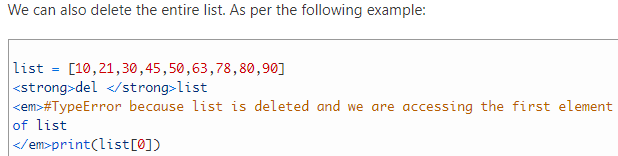 We can also delete the entire list. As per the following example:
list = [10,21,30,45,50,63,78,80,90]
<strong>del </strong>list
<em>#TypeError because list is deleted and we are accessing the first element
of list
</em>print(list[0])